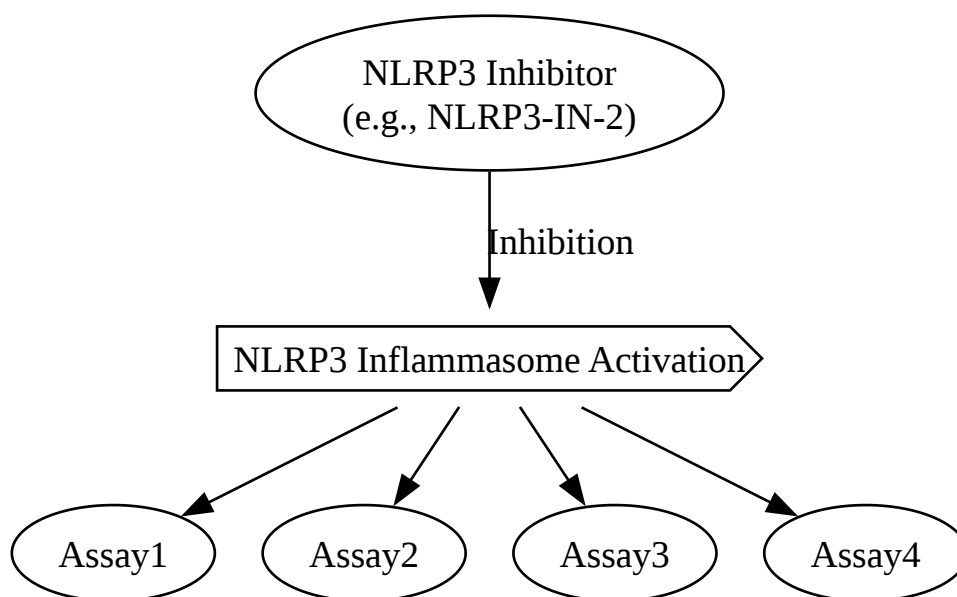 NLRP3 Inhibitor
(e.g., NLRP3-IN-2)
Inhibition
NLRP3 Inflammasome Activation
Assay1
Assay2
Assay3
Assay4